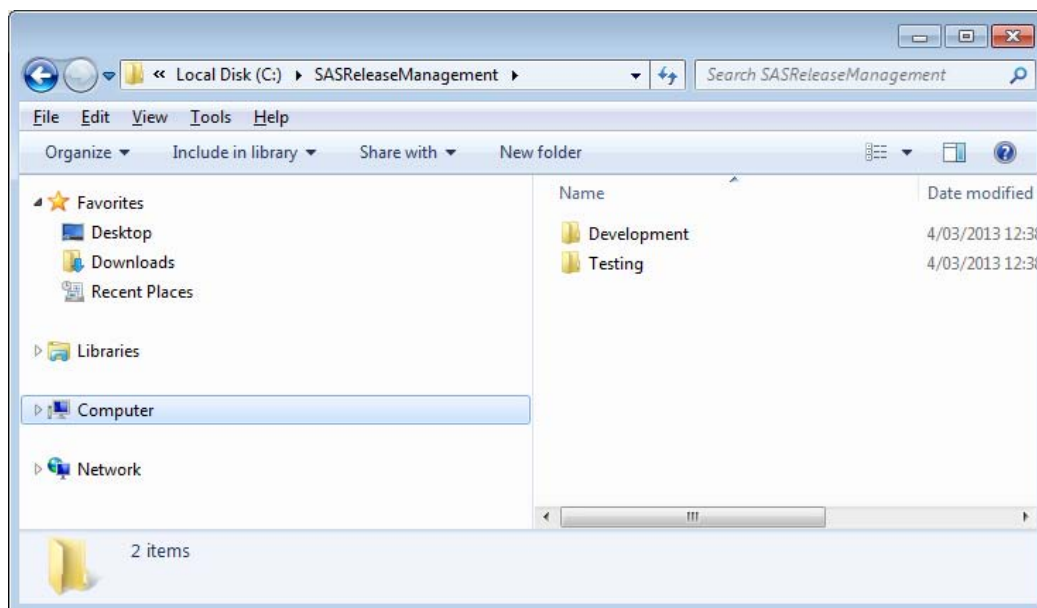 « Local Disk (C:) ▸ SASReleaseManagement ▸ Search SASReleaseManagement
File Edit View Tools Help
Organize Include in library Share with New folder
Name Date modified
Favorites
Desktop
Downloads
Recent Places
Libraries
Computer
Network
Development 4/03/2013 12:38
Testing 4/03/2013 12:38
2 items